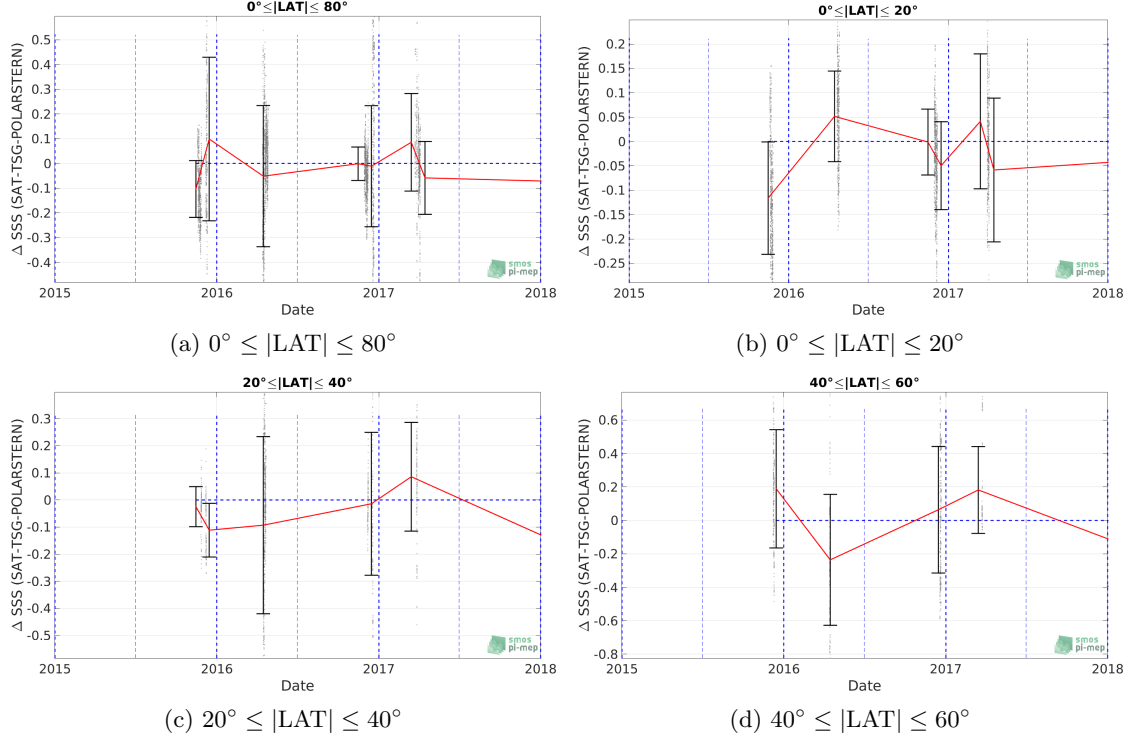 0°≤|LAT|≤ 80°
Δ SSS (SAT-TSG-POLARSTERN)
0.5
0.4
0.3
0.2
0.1
0
-0.1
-0.2
-0.3
-0.4
2015
2016
2017
2018
Date
smos
pi-mep
(a) 0° ≤ |LAT| ≤ 80°
0°≤|LAT|≤ 20°
Δ SSS (SAT-TSG-POLARSTERN)
0.2
0.15
0.1
0.05
0
-0.05
-0.1
-0.15
-0.2
-0.25
2015
2016
2017
2018
Date
smos
pi-mep
(b) 0° ≤ |LAT| ≤ 20°
20°≤|LAT|≤ 40°
Δ SSS (SAT-TSG-POLARSTERN)
0.3
0.2
0.1
0
-0.1
-0.2
-0.3
-0.4
-0.5
2015
2016
2017
2018
Date
smos
pi-mep
(c) 20° ≤ |LAT| ≤ 40°
40°≤|LAT|≤ 60°
Δ SSS (SAT-TSG-POLARSTERN)
0.6
0.4
0.2
0
-0.2
-0.4
-0.6
-0.8
2015
2016
2017
2018
Date
smos
pi-mep
(d) 40° ≤ |LAT| ≤ 60°